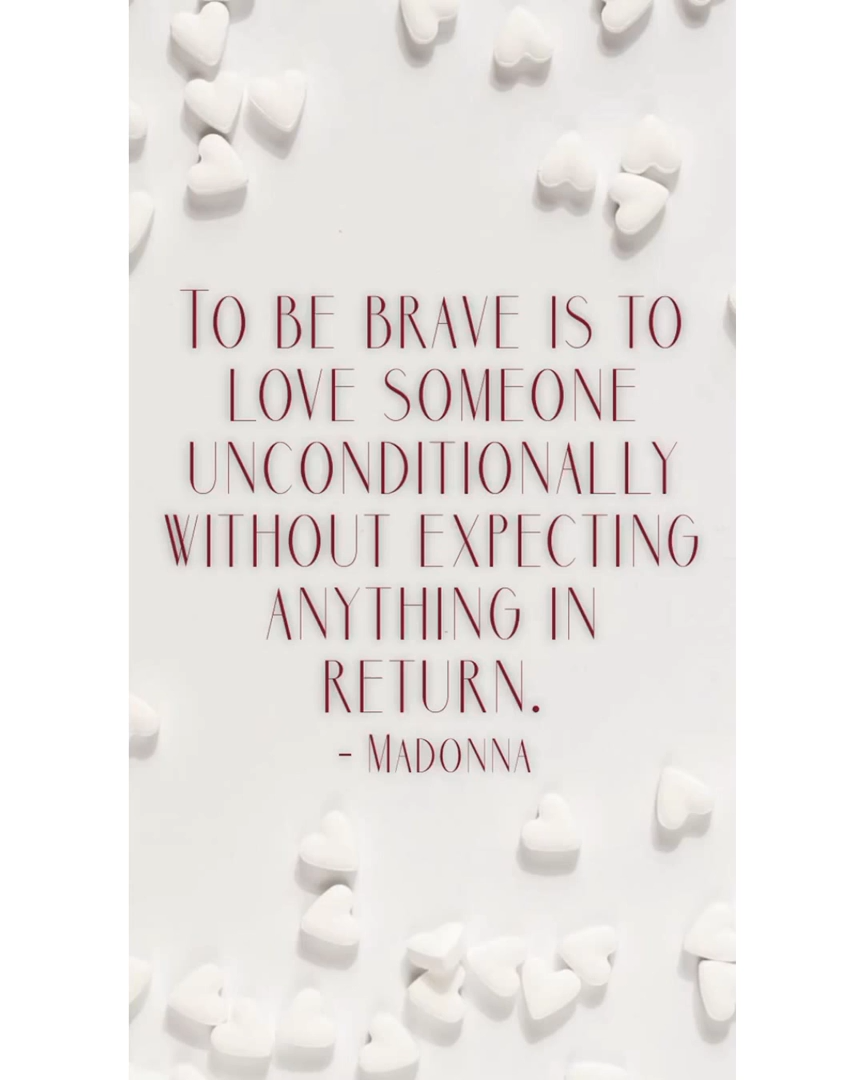 To be brave is to
love someone
unconditionally
without expecting
anything in
return.
- Madonna